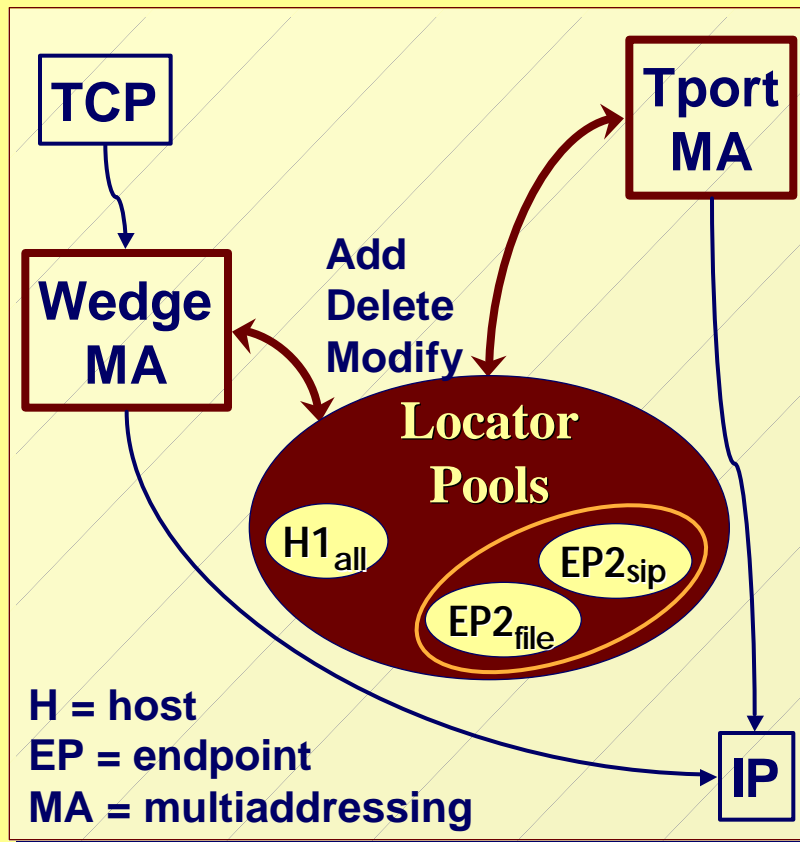 TCP
Tport
MA
Wedge
MA
Add
Delete
Modify
Locator
Pools
H1all
EP2sip
EP2file
H = host
EP = endpoint
MA = multiaddressing
IP